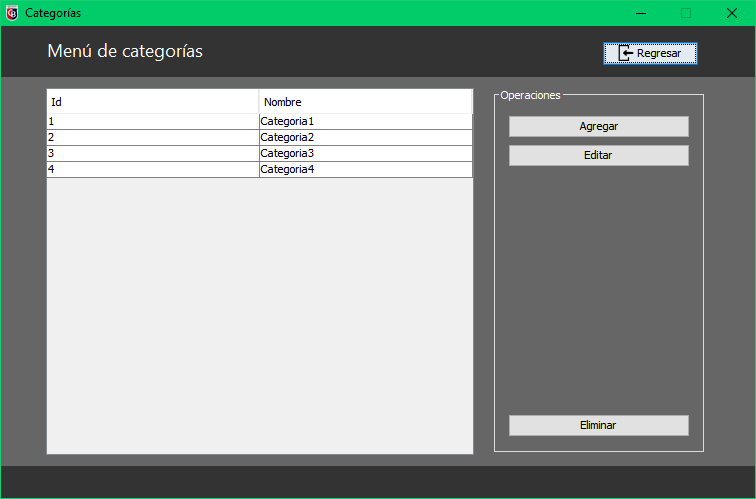 Categorías
Menú de categorías
Regresar
Id Nombre
1 Categoria1
2 Categoria2
3 Categoria3
4 Categoria4
Operaciones
Agregar
Editar
Eliminar